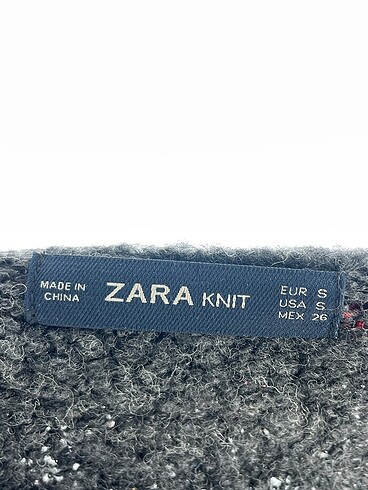 MADE IN
CHINA
ZARA KNIT
EUR S
USA S
MEX 26